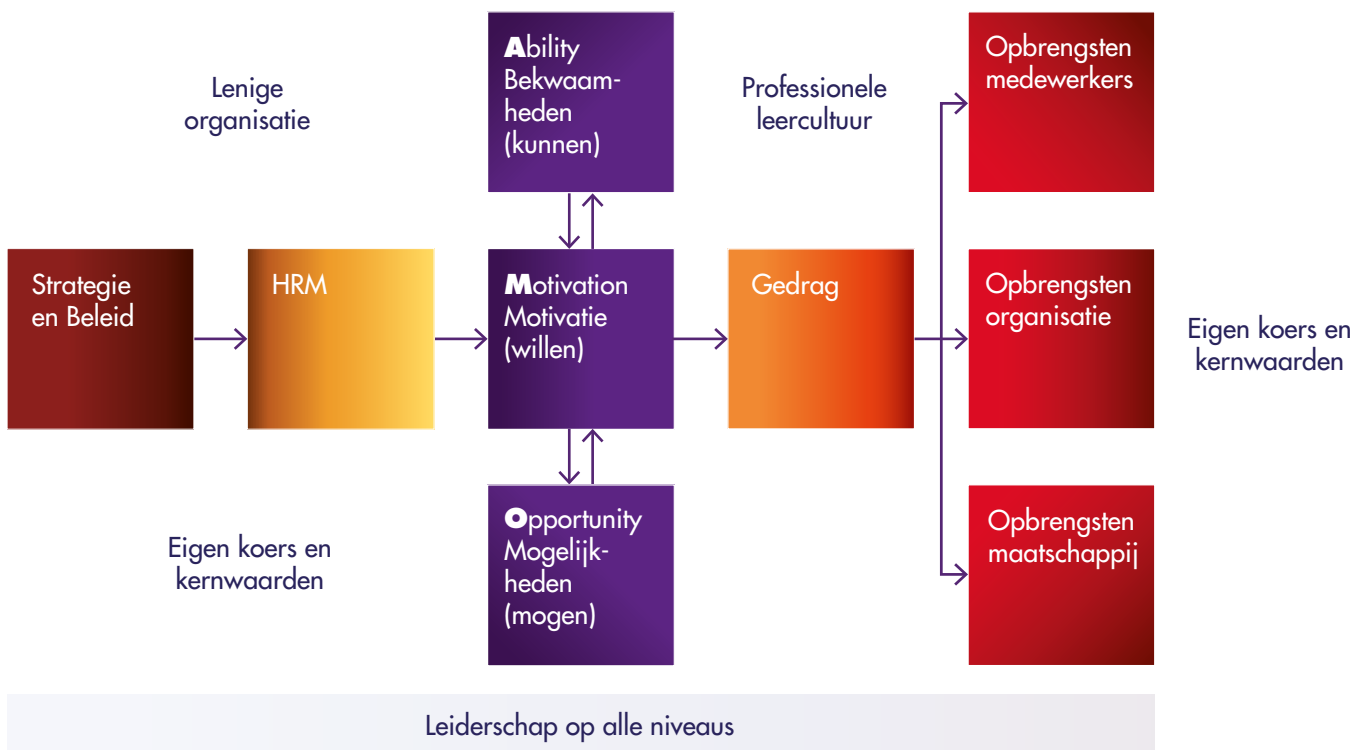 Lenige
organisatie
Ability
Bekwaam-
heden
(kunnen)
Professionele
leercultuur
Opbrengsten
medewerkers
Strategie
en Beleid
HRM
Motivation
Motivatie
(willen)
Gedrag
Opbrengsten
organisatie
Eigen koers en
kernwaarden
Eigen koers en
kernwaarden
Opportunity
Mogelijk-
heden
(mogen)
Opbrengsten
maatschappij
Leiderschap op alle niveaus